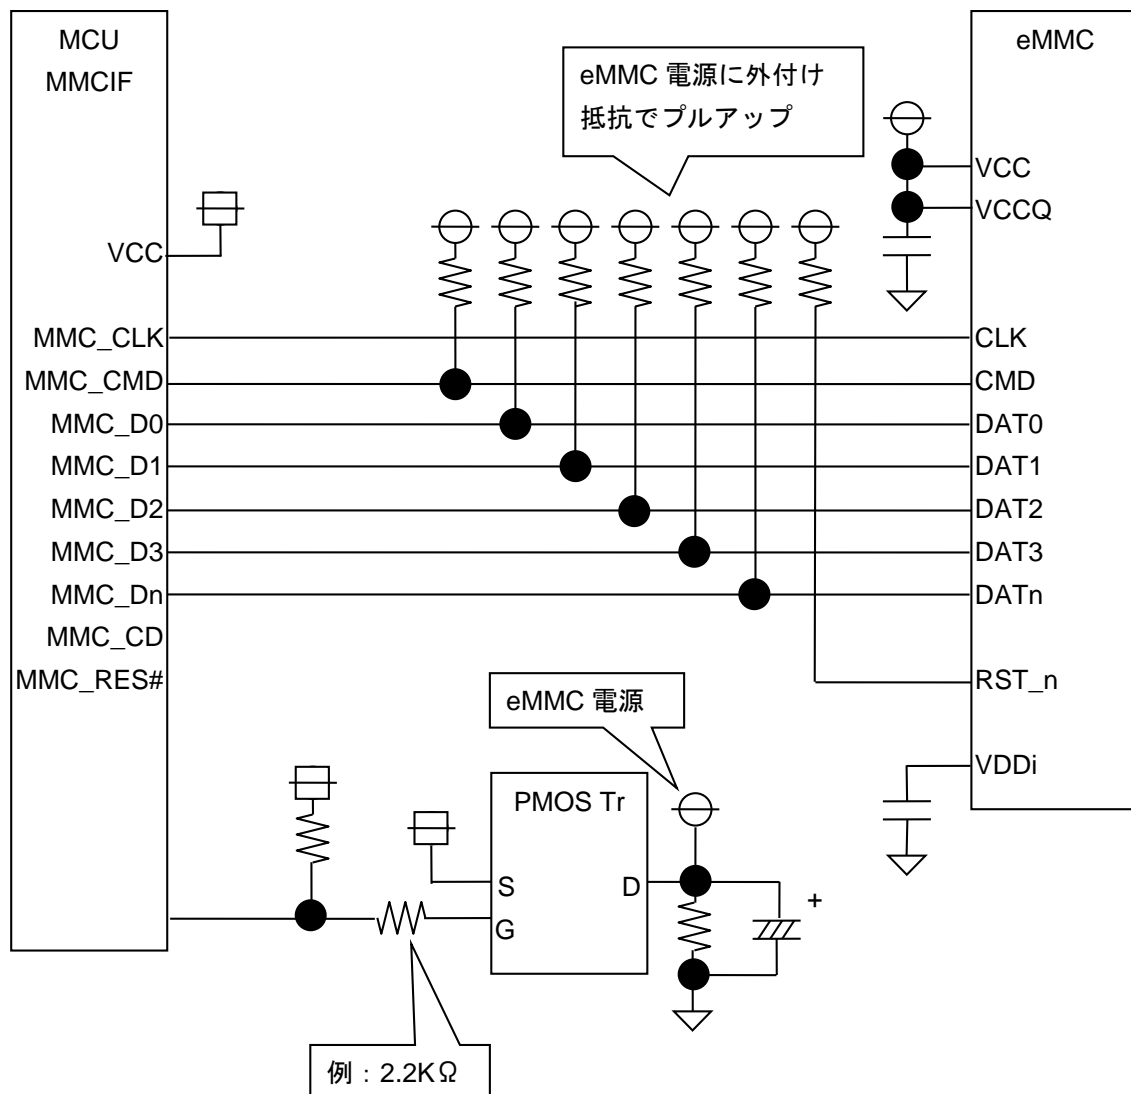 MCU
MMCIF
eMMC
eMMC 電源に外付け
抵抗でプルアップ
VCC
VCCQ
VCC
MMC_CLK
CLK
MMC_CMD
CMD
MMC_D0
DAT0
MMC_D1
DAT1
MMC_D2
DAT2
MMC_D3
DAT3
MMC_Dn
DATn
MMC_CD
MMC_RES#
RST_n
eMMC 電源
VDDi
PMOS Tr
S
D
G
+
例：2.2KΩ